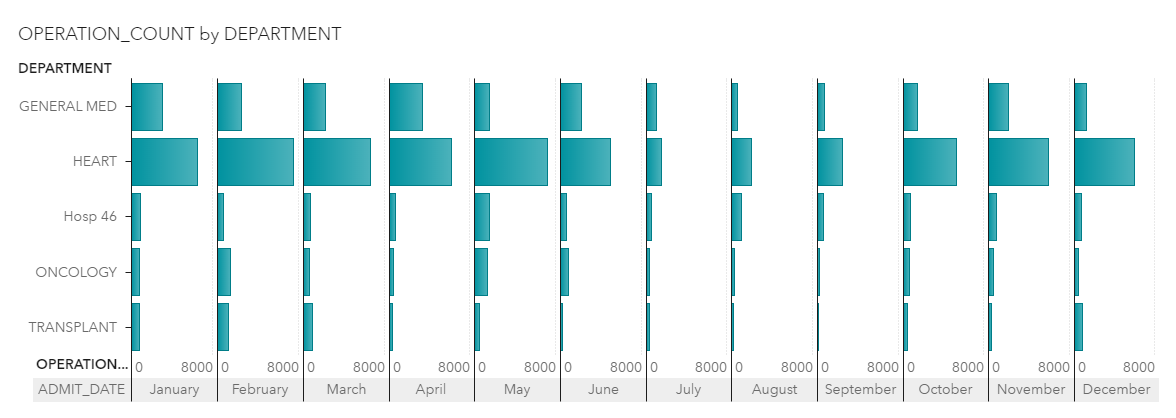 OPERATION_COUNT by DEPARTMENT
DEPARTMENT
GENERAL MED
HEART
Hosp 46
ONCOLOGY
TRANSPLANT
OPERATION... 0 8000 0 8000 0 8000 0 8000 0 8000 0 8000 0 8000 0 8000 0 8000 0 8000 0 8000 0 8000
ADMIT_DATE January February March April May June July August September October November December